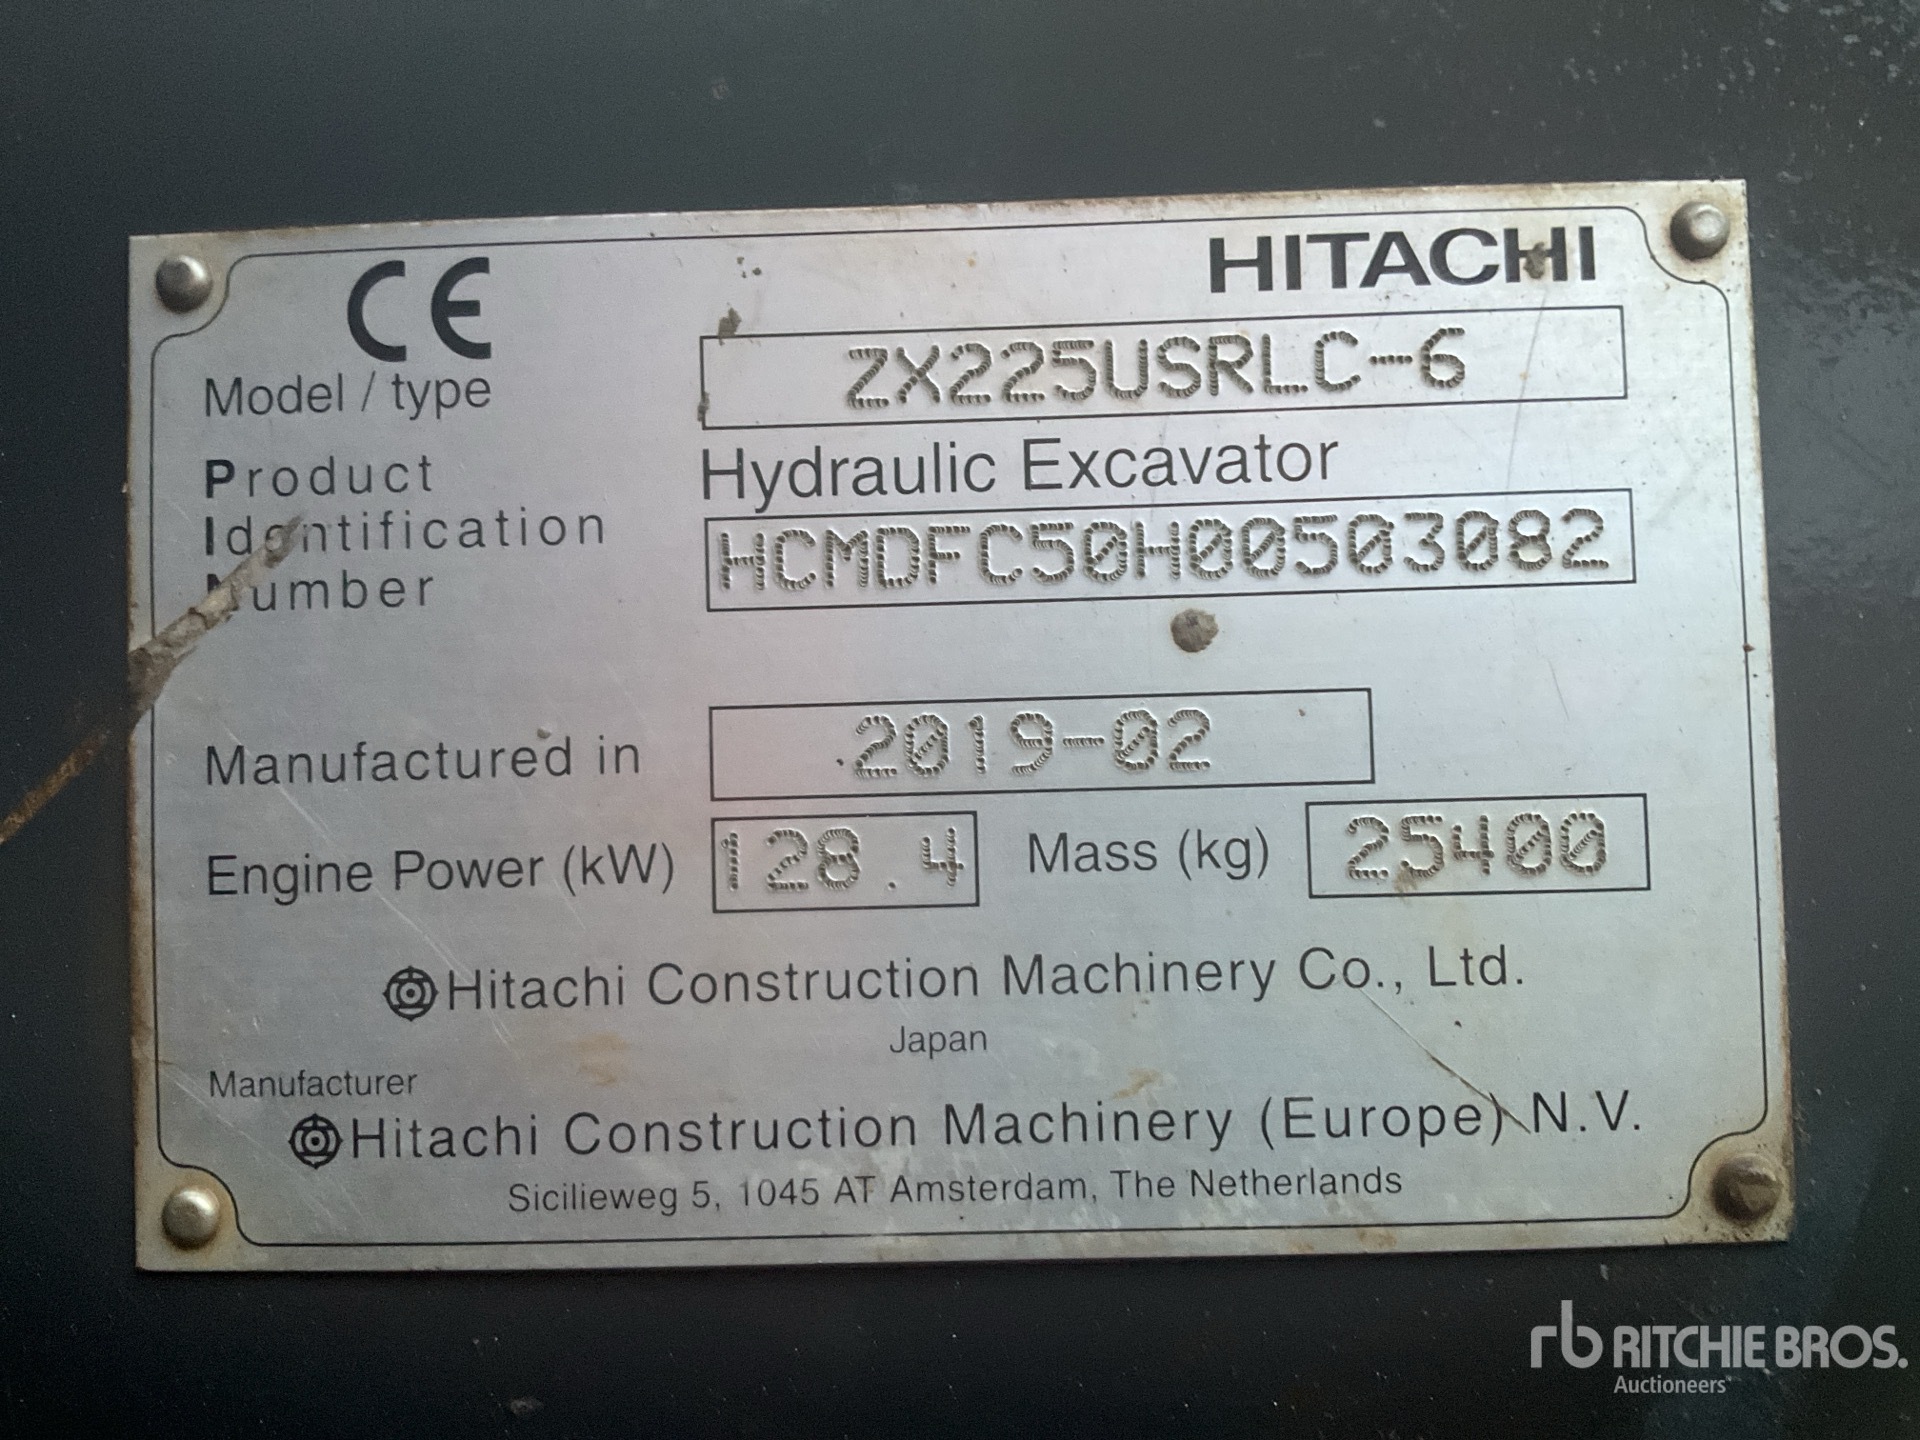 CE HITACHI
Model / type ZX225USRLC-6
Product Hydraulic Excavator
Identification HCMDFC50H00503082
Number
Manufactured in 2019-02
Engine Power (kW) 128.4 Mass (kg) 25400
Hitachi Construction Machinery Co., Ltd.
Japan
Manufacturer
Hitachi Construction Machinery (Europe) N.V.
Sicilieweg 5, 1045 AT Amsterdam, The Netherlands
rb RITCHIE BROS.
Auctioneers